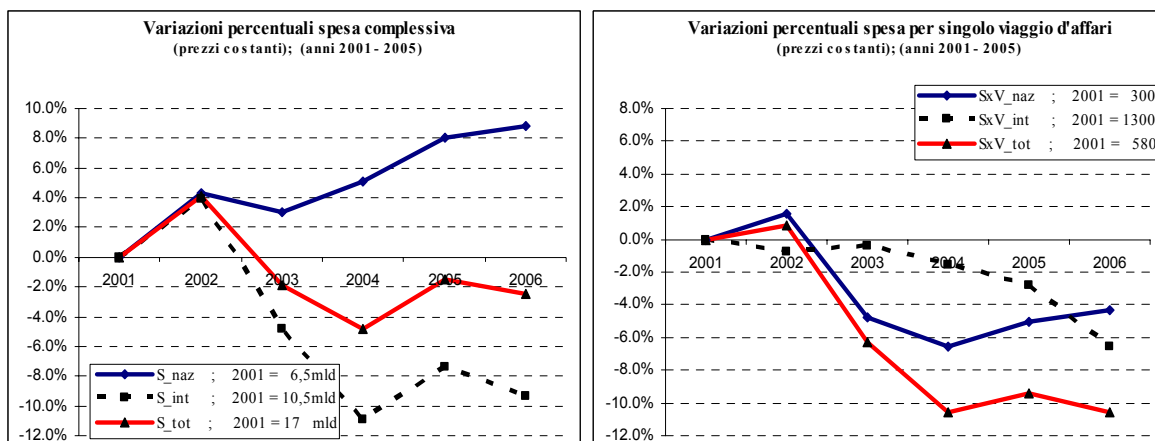 Variazioni percentuali spesa complessiva
(prezzi costanti); (anni 2001 - 2005)
10.0%
8.0%
6.0%
4.0%
2.0%
0.0%
-2.0%
-4.0%
-6.0%
-8.0%
-10.0%
-12.0%
2001 2002 2003 2004 2005 2006
S_naz ; 2001 = 6,5mld
S_int ; 2001 = 10,5mld
S_tot ; 2001 = 17 mld
Variazioni percentuali spesa per singolo viaggio d'affari
(prezzi costanti); (anni 2001 - 2005)
8.0%
6.0%
4.0%
2.0%
0.0%
-2.0%
-4.0%
-6.0%
-8.0%
-10.0%
-12.0%
SxV_naz ; 2001 = 300
SxV_int ; 2001 = 1300
SxV_tot ; 2001 = 580
2001 2002 2003 2004 2005 2006